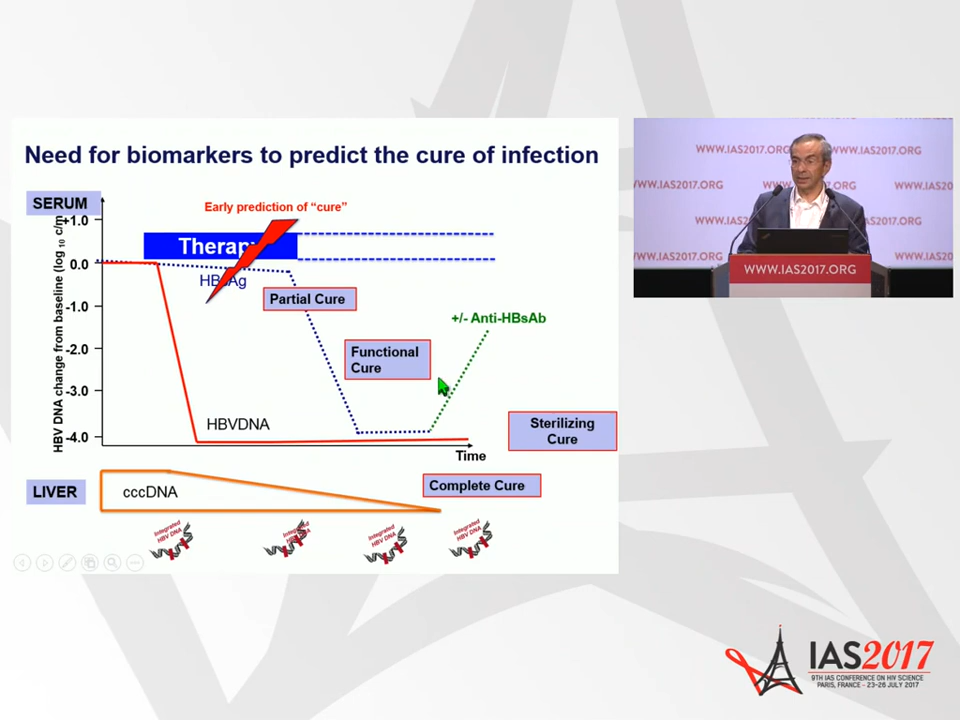 Need for biomarkers to predict the cure of infection
SERUM
Early prediction of "cure"
+1.0
Therapy
0.0
HBsAg
Partial Cure
-1.0
+/- Anti-HBsAb
-2.0
Functional
Cure
-3.0
HBV DNA change from baseline (log 10 c/m
HBVDNA
Sterilizing
Cure
-4.0
Time
LIVER
cccDNA
Complete Cure
Integrated
HBV DNA
Integrated
Integrated
HBV DNA
Integrated
HBV DNA
WWW.IAS2017.ORG
WWW.IAS2017.ORG
WWW.IAS2017.ORG
WWW.IAS2017.ORG
IAS2017
9TH IAS CONFERENCE ON HIV SCIENCE
PARIS, FRANCE - 23-26 JULY 2017